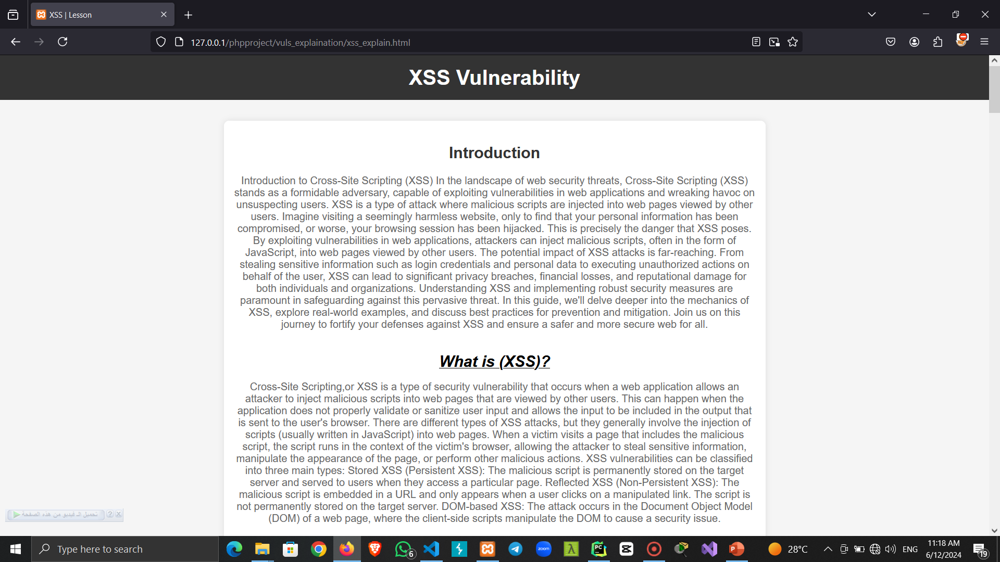 XSS | Lesson
127.0.0.1/phpproject/vuls_explaination/xss_explain.html
XSS Vulnerability
Introduction
Introduction to Cross-Site Scripting (XSS) In the landscape of web security threats, Cross-Site Scripting (XSS)
stands as a formidable adversary, capable of exploiting vulnerabilities in web applications and wreaking havoc on
unsuspecting users. XSS is a type of attack where malicious scripts are injected into web pages viewed by other
users. Imagine visiting a seemingly harmless website, only to find that your personal information has been
compromised, or worse, your browsing session has been hijacked. This is precisely the danger that XSS poses.
By exploiting vulnerabilities in web applications, attackers can inject malicious scripts, often in the form of
JavaScript, into web pages viewed by other users. The potential impact of XSS attacks is far-reaching. From
stealing sensitive information such as login credentials and personal data to executing unauthorized actions on
behalf of the user, XSS can lead to significant privacy breaches, financial losses, and reputational damage for
both individuals and organizations. Understanding XSS and implementing robust security measures are
paramount in safeguarding against this pervasive threat. In this guide, we'll delve deeper into the mechanics of
XSS, explore real-world examples, and discuss best practices for prevention and mitigation. Join us on this
journey to fortify your defenses against XSS and ensure a safer and more secure web for all.
What is (XSS)?
Cross-Site Scripting,or XSS is a type of security vulnerability that occurs when a web application allows an
attacker to inject malicious scripts into web pages that are viewed by other users. This can happen when the
application does not properly validate or sanitize user input and allows the input to be included in the output that
is sent to the user's browser. There are different types of XSS attacks, but they generally involve the injection of
scripts (usually written in JavaScript) into web pages. When a victim visits a page that includes the malicious
script, the script runs in the context of the victim's browser, allowing the attacker to steal sensitive information,
manipulate the appearance of the page, or perform other malicious actions. XSS vulnerabilities can be classified
into three main types: Stored XSS (Persistent XSS): The malicious script is permanently stored on the target
server and served to users when they access a particular page. Reflected XSS (Non-Persistent XSS): The
malicious script is embedded in a URL and only appears when a user clicks on a manipulated link. The script is
not permanently stored on the target server. DOM-based XSS: The attack occurs in the Document Object Model
(DOM) of a web page, where the client-side scripts manipulate the DOM to cause a security issue.
تحميل الـ فيديو من هذه الصفحة ? X
Type here to search
6
PC
zoom
P
28°C
ENG
11:18 AM
6/12/2024
19